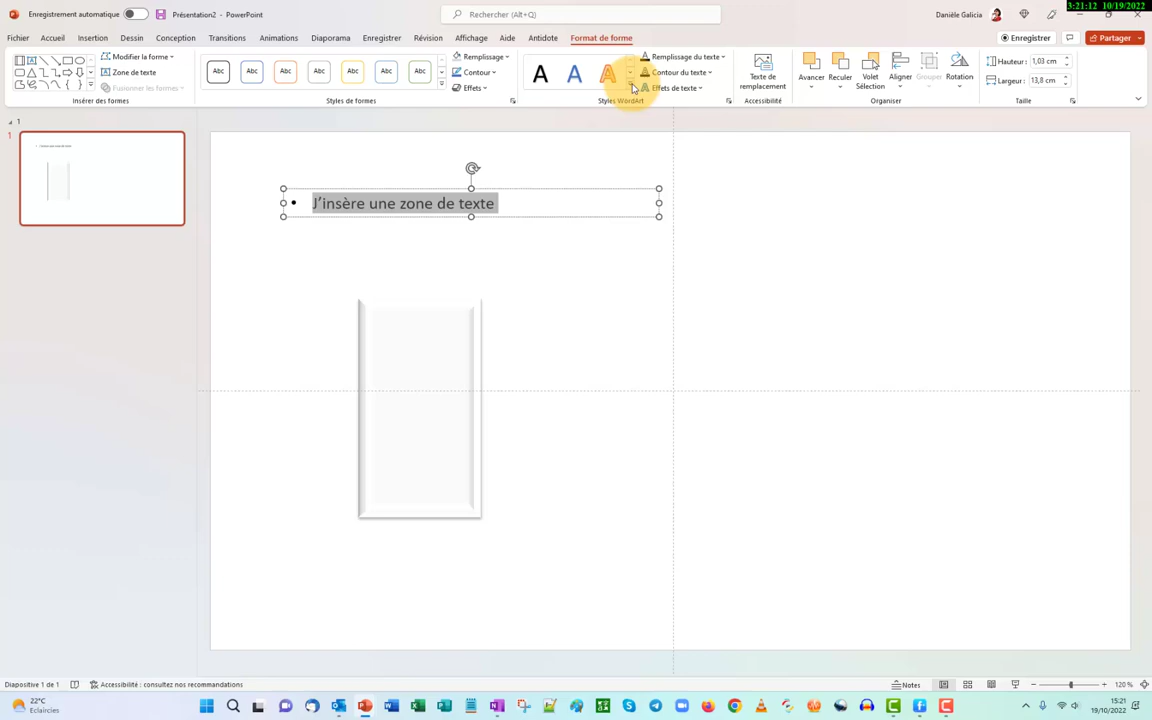 3:21:12 10/19/2022
Enregistrement automatique
Présentation2 - PowerPoint
Rechercher (Alt+Q)
Danièle Galicia
Fichier Accueil Insertion Dessin Conception Transitions Animations Diaporama Enregistrer Révision Affichage Aide Antidote Format de forme
Enregistrer
Partager
Modifier la forme
Zone de texte
Fusionner des formes
Insérer des formes
Abc Abc Abc Abc Abc Abc Abc
Remplissage
Contour
Effets
Styles de formes
A A A
Remplissage du texte
Contour du texte
Effets de texte
Styles WordArt
Texte de
remplacement
Accessibilité
Avancer
Reculer
Volet
Sélection
Aligner
Grouper
Rotation
Organiser
Hauteur : 1,03 cm
Largeur : 13,8 cm
Taille
1
1
• J'insère une zone de texte
Diapositive 1 de 1
Accessibilité : consultez nos recommandations
Notes
120 %
22°C
Eclaircies
15:21
19/10/2022